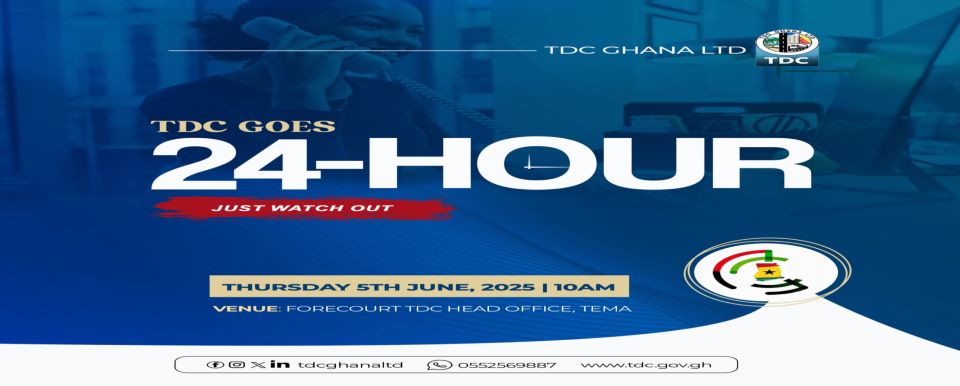 TDC GHANA LTD
TDC
TDC GOES
24-HOUR
JUST WATCH OUT
THURSDAY 5TH JUNE, 2025 | 10AM
VENUE: FORECOURT TDC HEAD OFFICE, TEMA
tdcghanaltd 0552569887 www.tdc.gov.gh